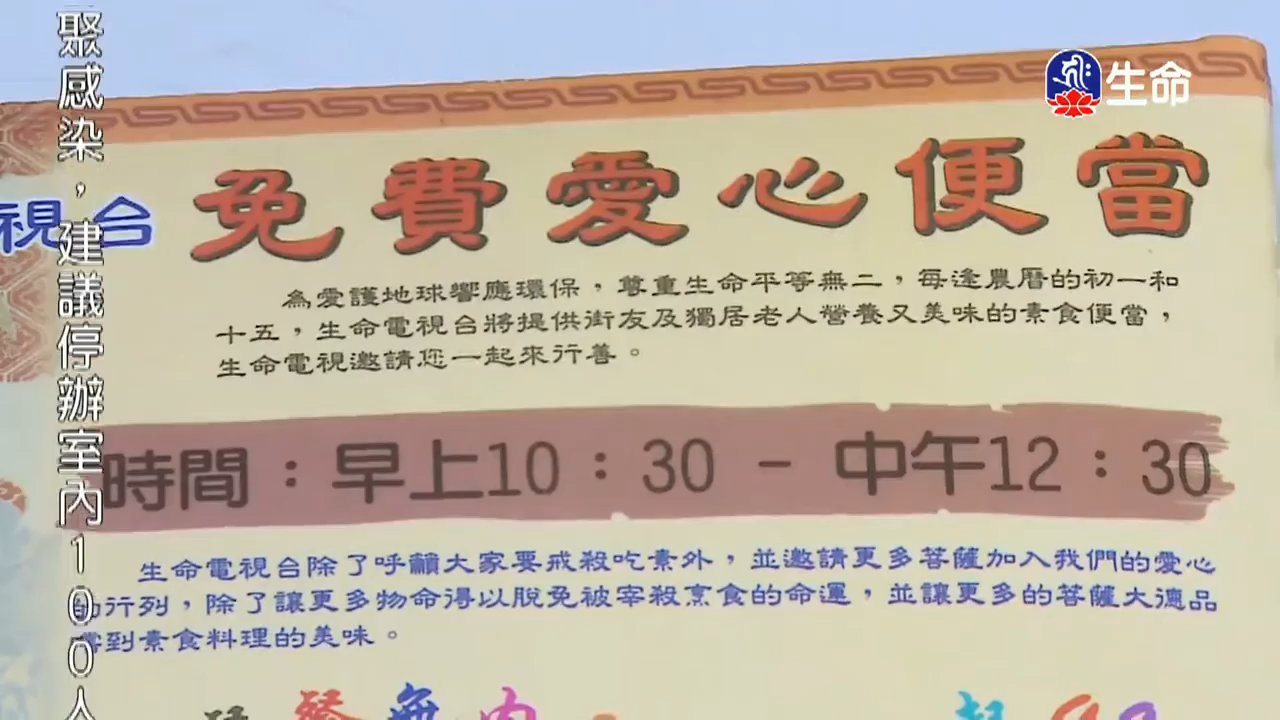 聚感染，建議停辦室內100人
生命
視台
免費愛心便當
為愛護地球響應環保，尊重生命平等無二，每逢農曆的初一和
十五，生命電視台將提供街友及獨居老人營養又美味的素食便當，
生命電視邀請您一起來行善。
時間：早上10：30 - 中午12：30
生命電視台除了呼籲大家要戒殺吃素外，並邀請更多菩薩加入我們的愛心
的行列，除了讓更多物命得以脫免被宰殺烹食的命運，並讓更多的菩薩大德品
嚐到素食料理的美味。